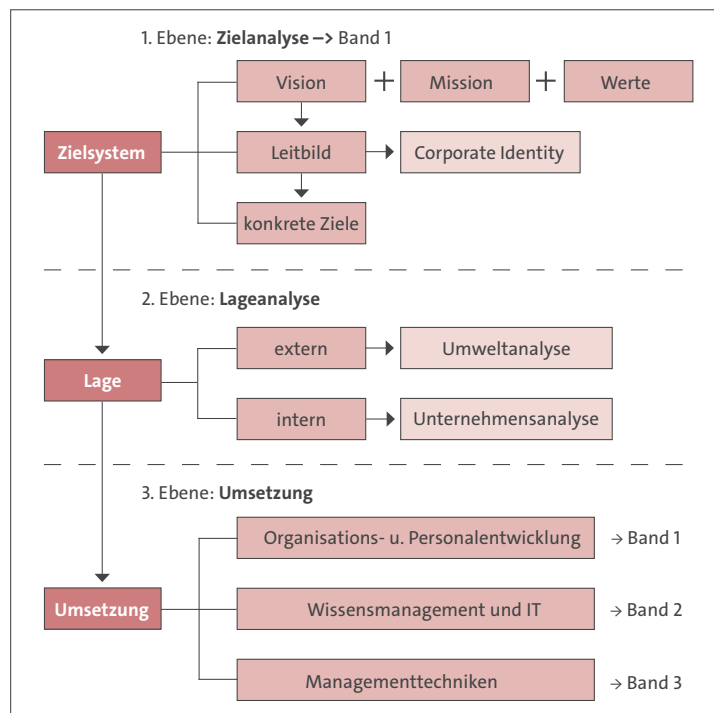 1. Ebene: Zielanalyse –> Band 1
Vision + Mission + Werte
Zielsystem
Leitbild
Corporate Identity
konkrete Ziele
2. Ebene: Lageanalyse
extern
Umweltanalyse
Lage
intern
Unternehmensanalyse
3. Ebene: Umsetzung
Organisations- u. Personalentwicklung → Band 1
Umsetzung
Wissensmanagement und IT → Band 2
Managementtechniken → Band 3